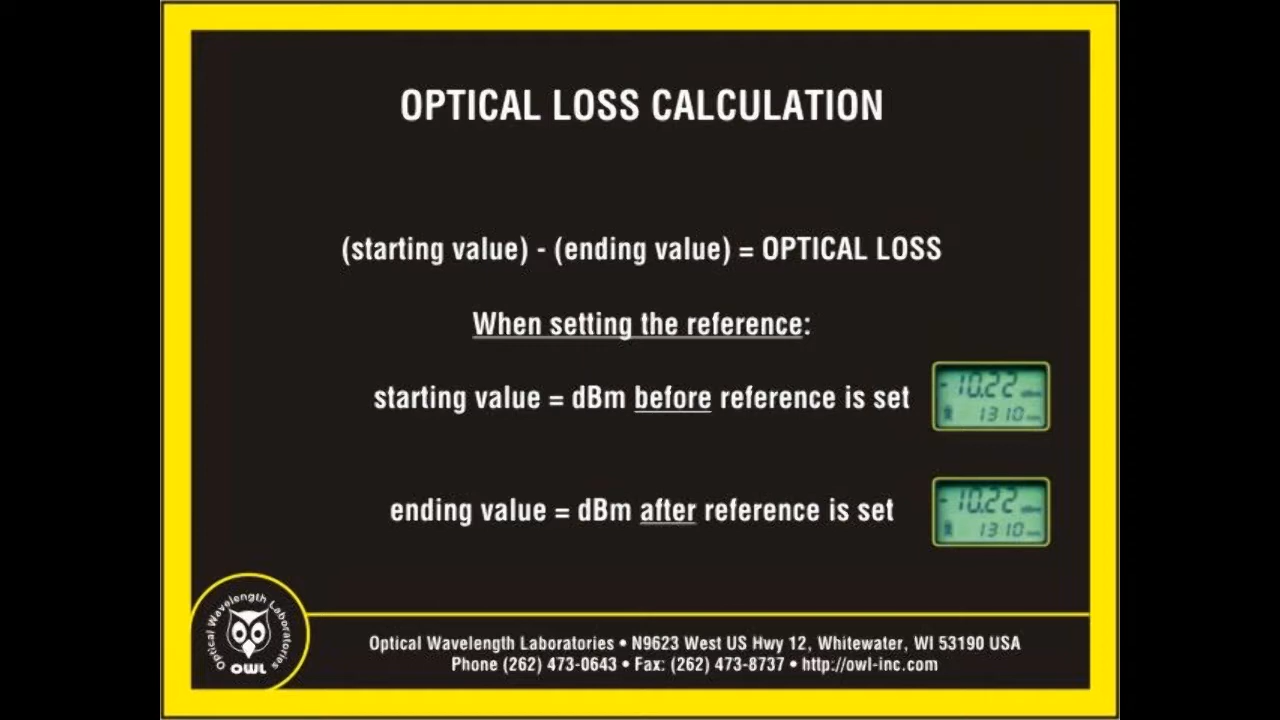 OPTICAL LOSS CALCULATION
(starting value) - (ending value) = OPTICAL LOSS
When setting the reference:
starting value = dBm before reference is set
-10.22
1310
ending value = dBm after reference is set
-10.22
1310
Optical Wavelength Laboratories
OWL
Optical Wavelength Laboratories • N9623 West US Hwy 12, Whitewater, WI 53190 USA
Phone (262) 473-0643 • Fax: (262) 473-8737 • http://owl-inc.com